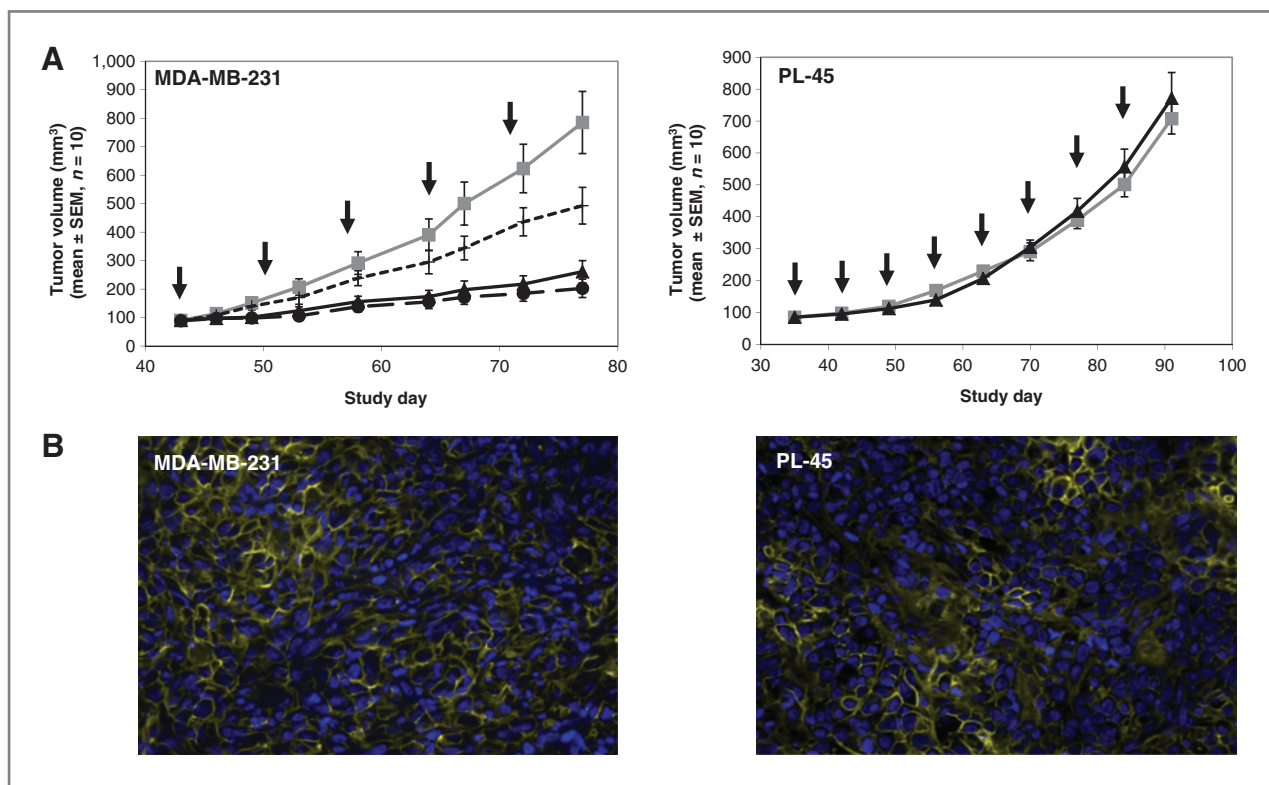 A
MDA-MB-231
Tumor volume (mm³)
(mean ± SEM, n = 10)
1,000
900
800
700
600
500
400
300
200
100
0
40
50
60
70
80
Study day
PL-45
Tumor volume (mm³)
(mean ± SEM, n = 10)
900
800
700
600
500
400
300
200
100
0
30
40
50
60
70
80
90
100
Study day
B
MDA-MB-231
PL-45